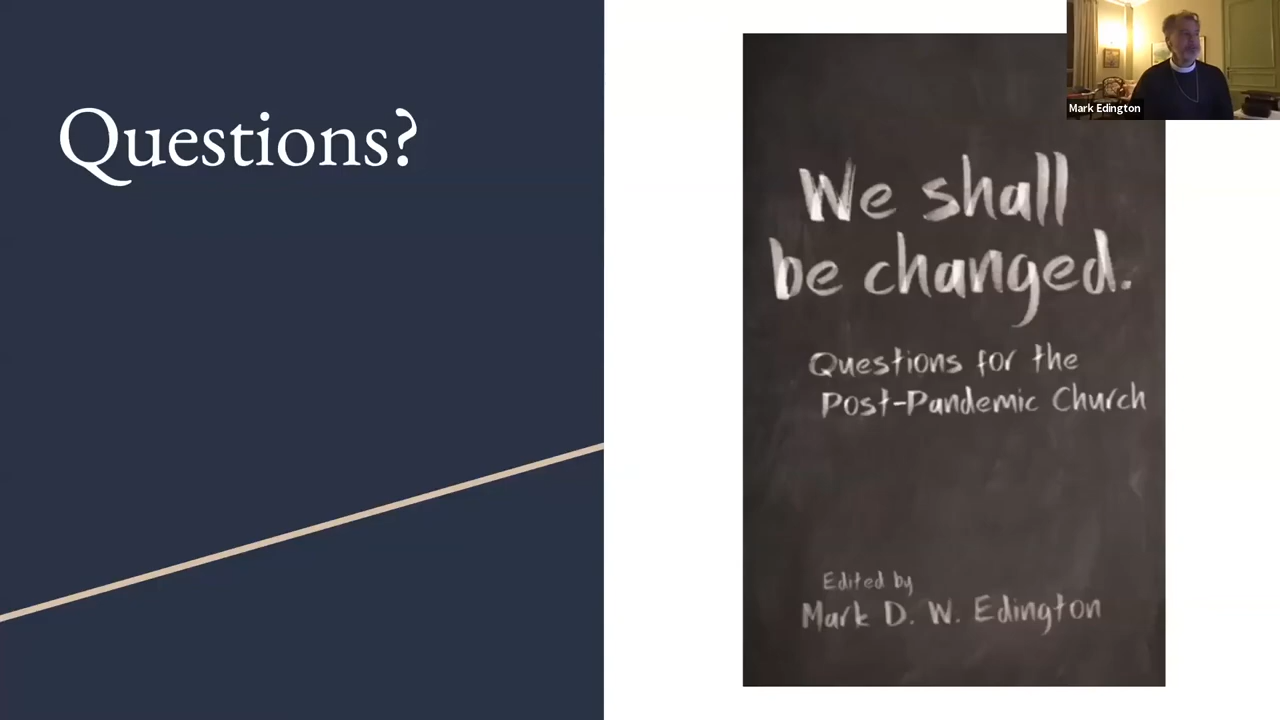 Questions?
Mark Edington
We shall
be changed.
Questions for the
Post-Pandemic Church
Edited by
Mark D. W. Edington